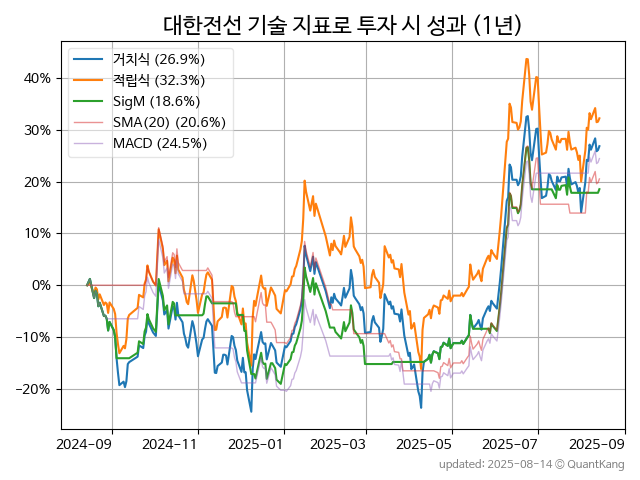 대한전선 기술 지표로 투자 시 성과 (1년)
거치식 (26.9%)
적립식 (32.3%)
SigM (18.6%)
SMA(20) (20.6%)
MACD (24.5%)
40%
30%
20%
10%
0%
−10%
−20%
2024-09 2024-11 2025-01 2025-03 2025-05 2025-07 2025-09
updated: 2025-08-14 © QuantKang